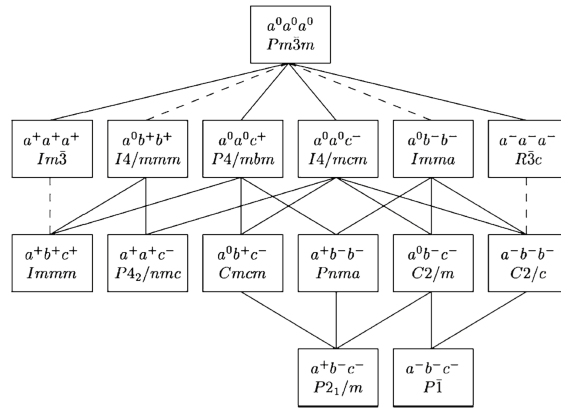 a⁰a⁰a⁰
Pm3̄m
a⁺a⁺a⁺
Im3̄
a⁰b⁺b⁺
I4/mmm
a⁰a⁰c⁺
P4/mbm
a⁰a⁰c⁻
I4/mcm
a⁰b⁻b⁻
Imma
a⁻a⁻a⁻
R3̄c
a⁺b⁺c⁺
Immm
a⁺a⁺c⁻
P4₂/nmc
a⁰b⁺c⁻
Cmcm
a⁺b⁻b⁻
Pnma
a⁰b⁻c⁻
C2/m
a⁻b⁻b⁻
C2/c
a⁺b⁻c⁻
P2₁/m
a⁻b⁻c⁻
P1̄